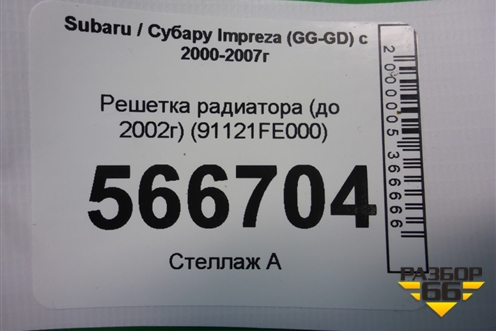 Subaru / Субару Impreza (GG-GD) с
2000-2007г
Решетка радиатора (до
2002г) (91121FE000)
566704
Стеллаж А
2000005366666
РАЗБОР
66